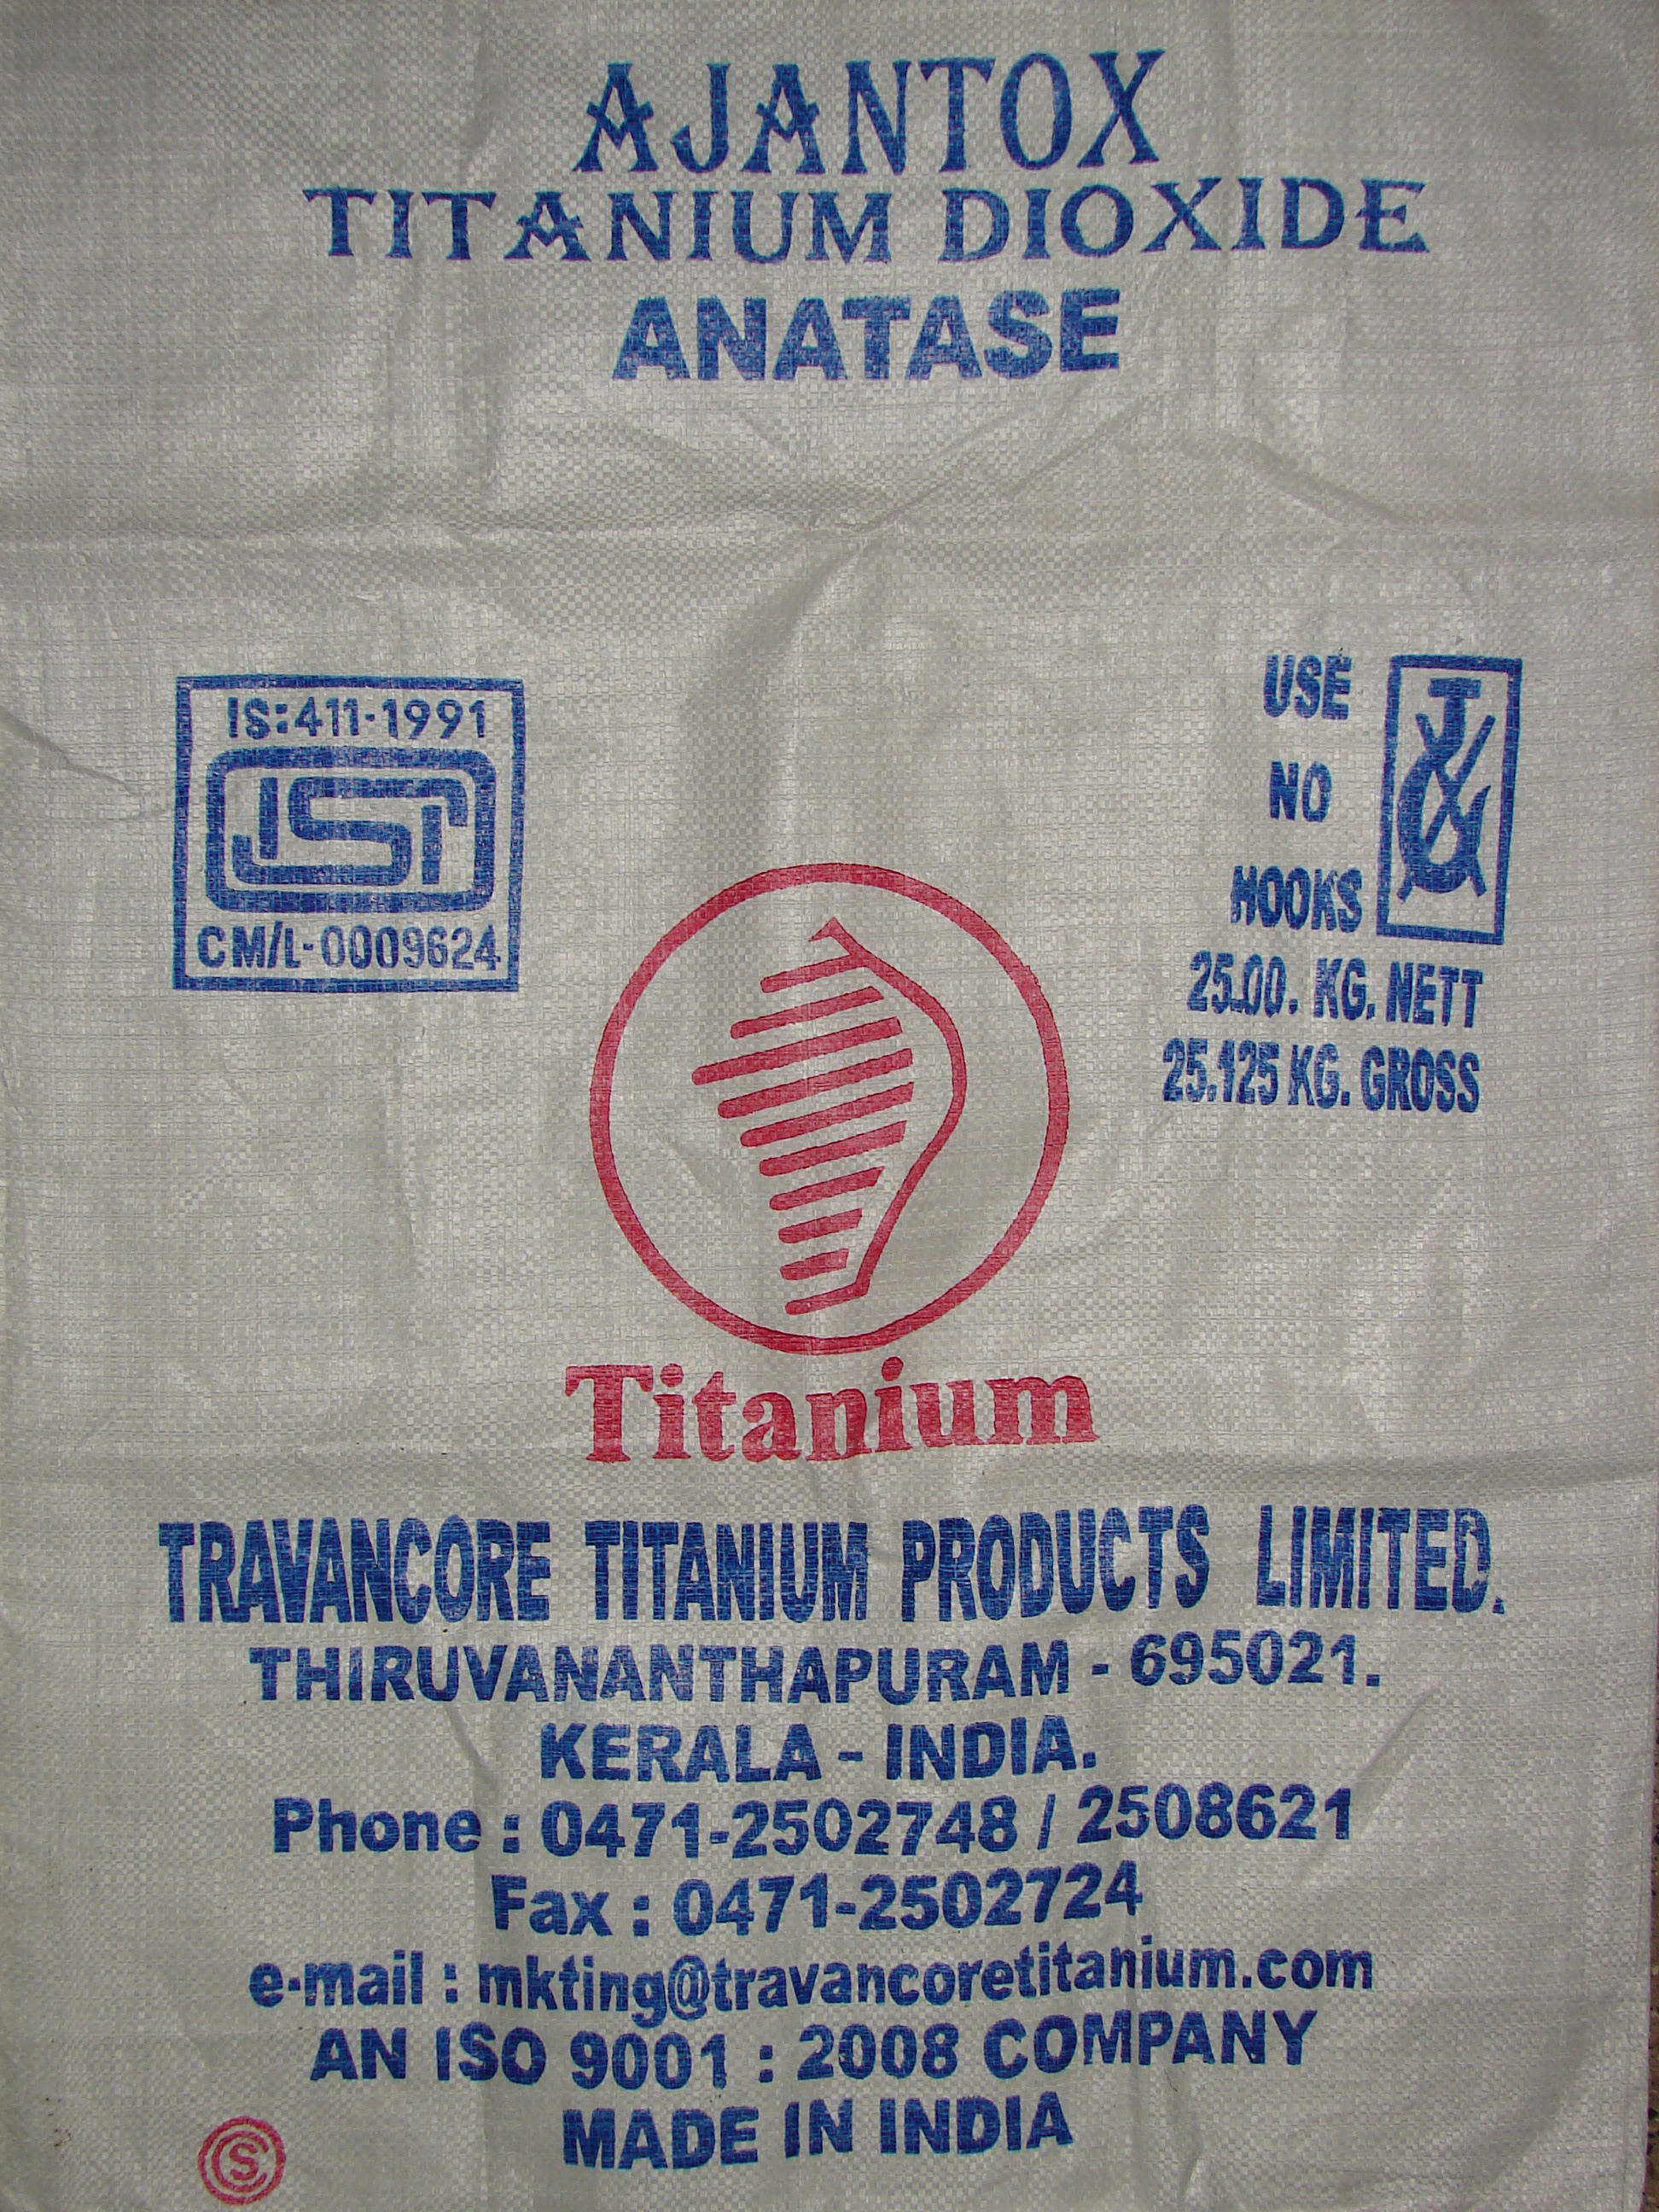 AJANTOX
TITANIUM DIOXIDE
ANATASE
IS:411-1991
ISI
CM/L-0009624
USE
NO
HOOKS
25.00. KG. NETT
25.125 KG. GROSS
Titanium
TRAVANCORE TITANIUM PRODUCTS LIMITED.
THIRUVANANTHAPURAM - 695021.
KERALA - INDIA.
Phone : 0471-2502748 / 2508621
Fax : 0471-2502724
e-mail : mkting@travancoretitanium.com
AN ISO 9001 : 2008 COMPANY
MADE IN INDIA
S